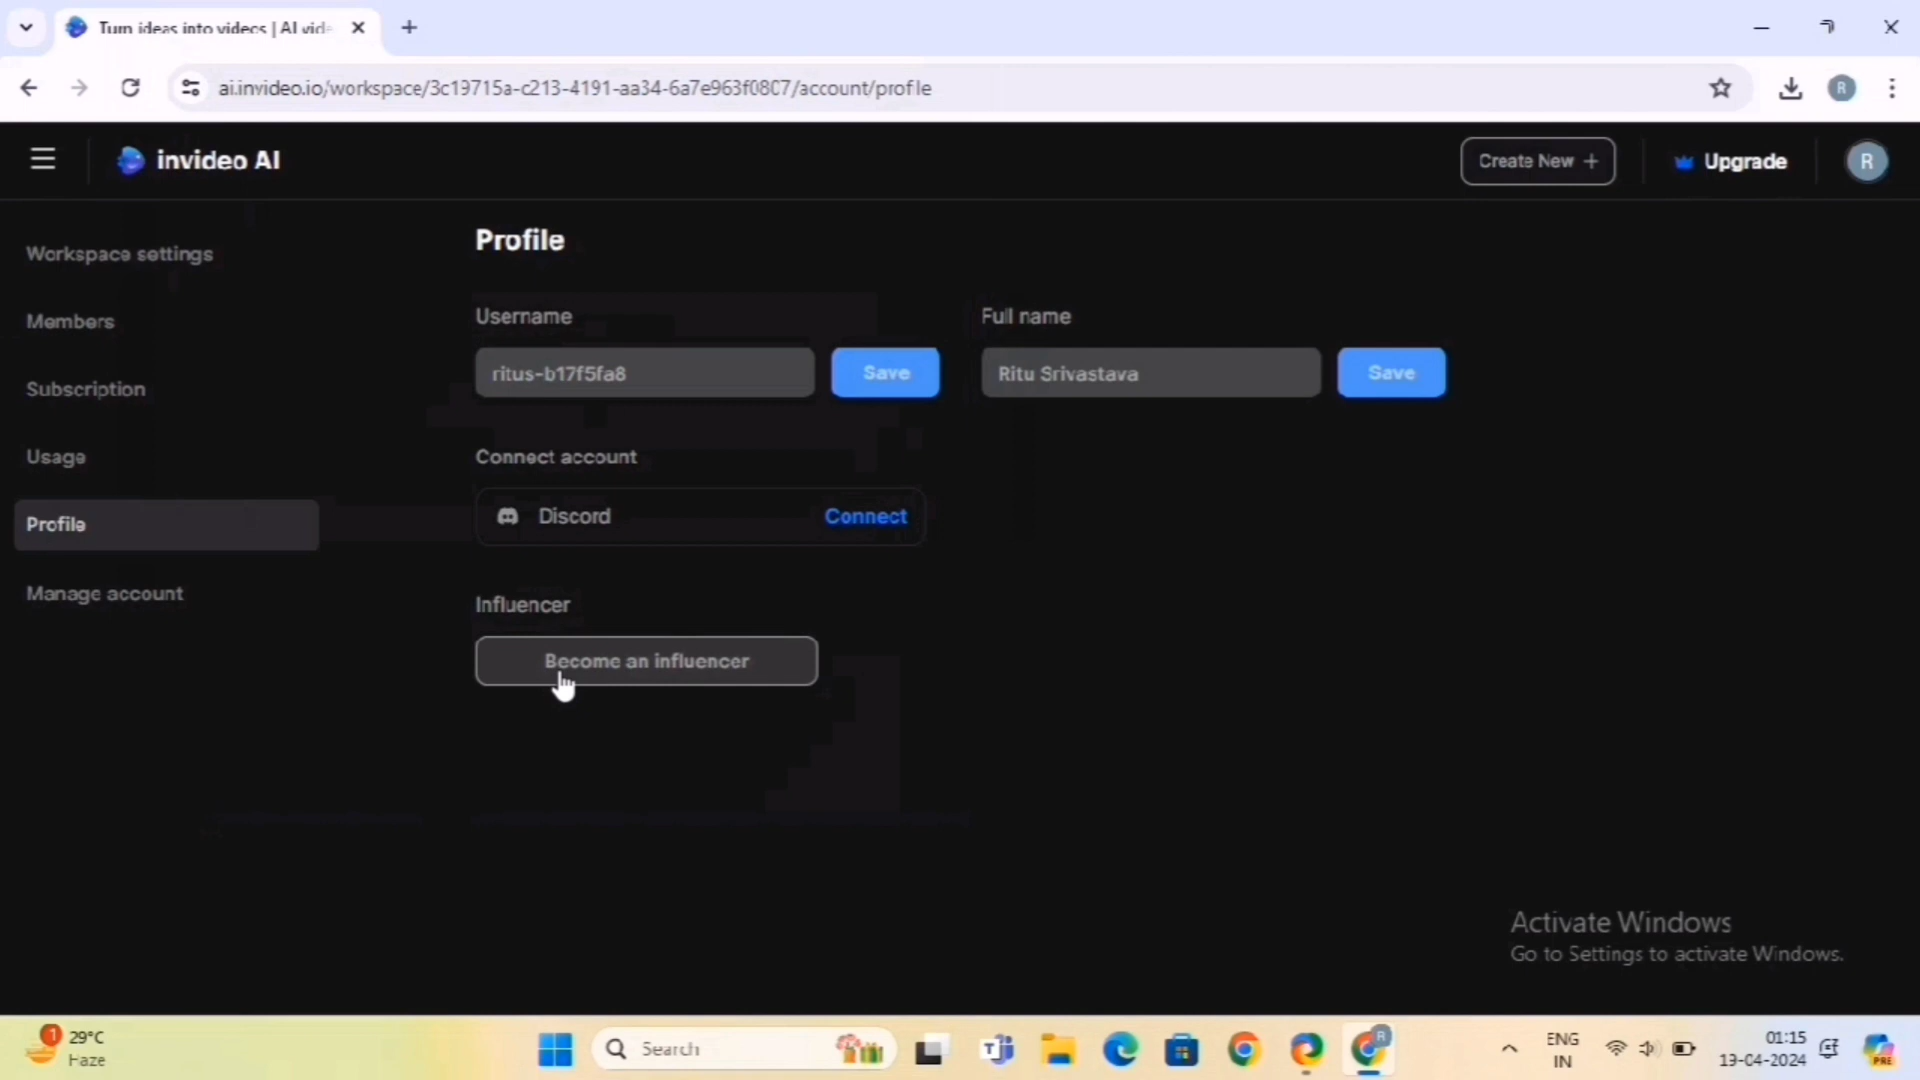 Turn ideas into videos | AI vid
ai.invideo.io/workspace/3c19715a-c213-4191-aa34-6a7e963f0807/account/profile
R
invideo AI
Create New +
Upgrade
R
Workspace settings
Members
Subscription
Usage
Profile
Manage account
Profile
Username
Full name
ritus-b17f5fa8
Save
Ritu Srivastava
Save
Connect account
Discord
Connect
Influencer
Become an influencer
Activate Windows
Go to Settings to activate Windows.
1
29°C
Haze
Search
T
R
ENG
IN
01:15
19-04-2024
PRE